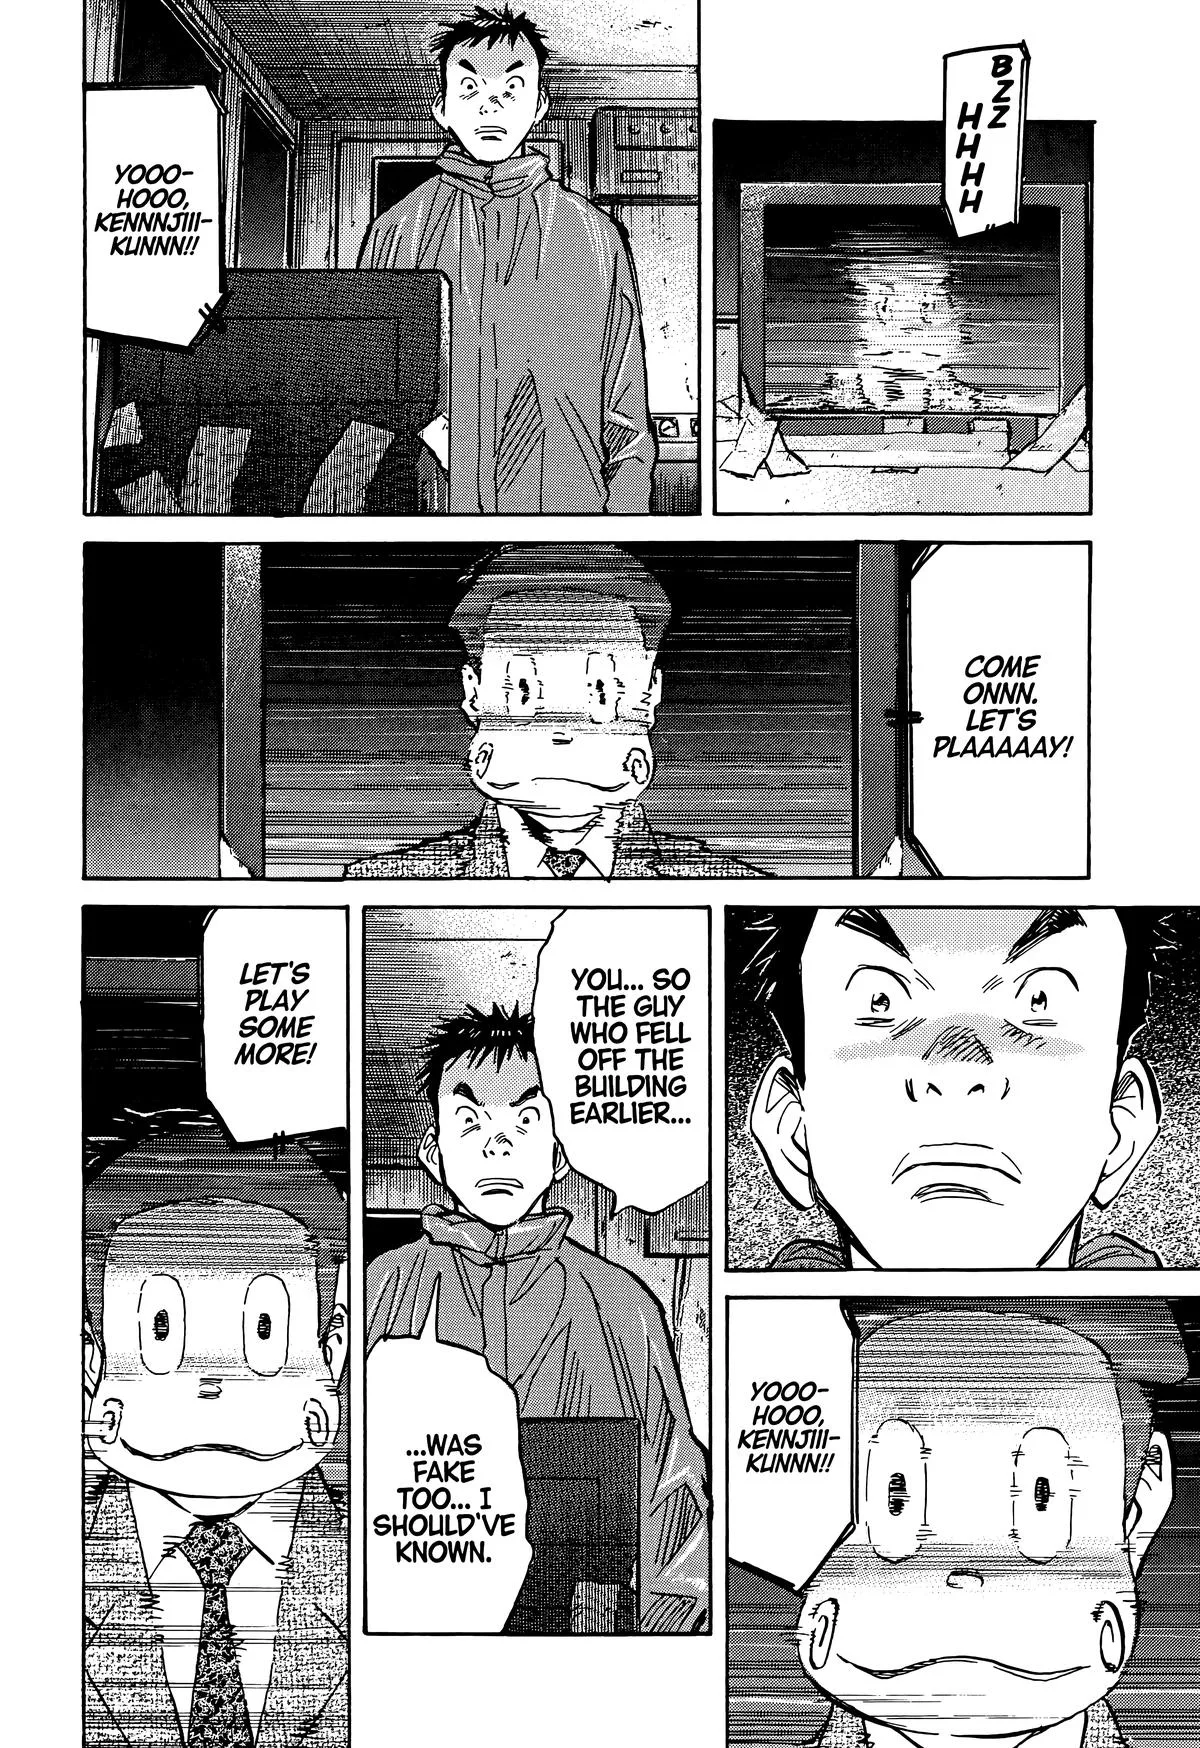 BZZ
HHHH
YOOO-
HOOO,
KENNNJIII-
KUNNN!!
COME
ONNN.
LET'S
PLAAAAAY!
YOU... SO
THE GUY
WHO FELL
OFF THE
BUILDING
EARLIER...
YOOO-
HOOO,
KENNJIII-
KUNNN!!
...WAS
FAKE
TOO... I
SHOULD'VE
KNOWN.
LET'S
PLAY
SOME
MORE!